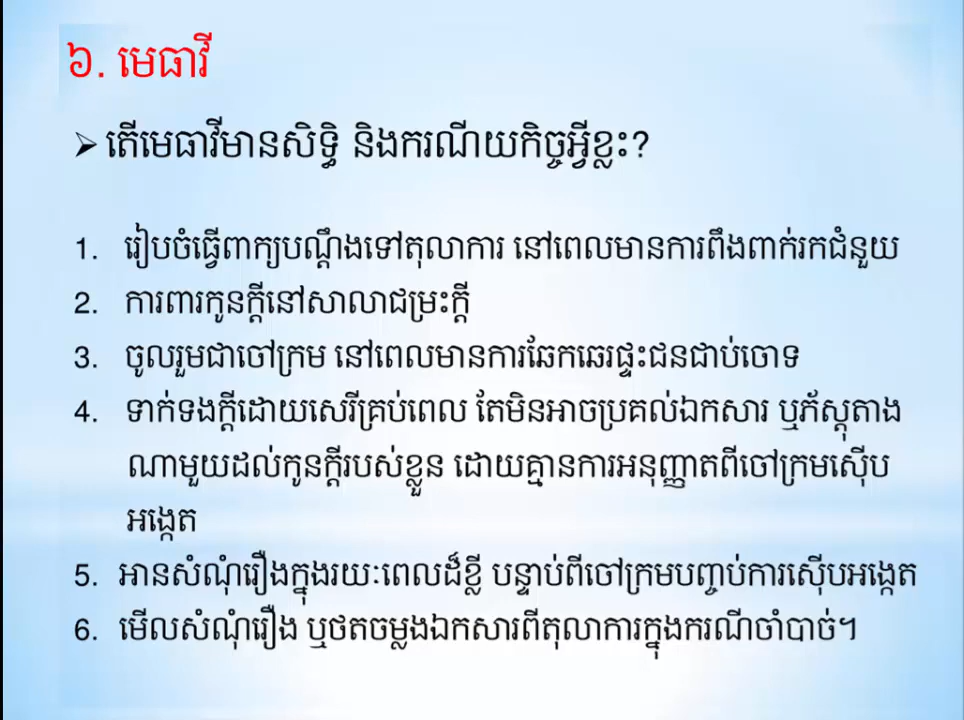 ៦. មេធាវី
➢ តើមេធាវីមានសិទ្ធិ និងករណីយកិច្ចអ្វីខ្លះ?
1. រៀបចំធ្វើពាក្យបណ្ដឹងទៅតុលាការ នៅពេលមានការពឹងពាក់រកជំនួយ
2. ការពារកូនក្ដីនៅសាលាជម្រះក្ដី
3. ចូលរួមជាចៅក្រម នៅពេលមានការឆែកឆេរផ្ទះជនជាប់ចោទ
4. ទាក់ទងក្ដីដោយសេរីគ្រប់ពេល តែមិនអាចប្រគល់ឯកសារ ឬភ័ស្តុតាង
ណាមួយដល់កូនក្ដីរបស់ខ្លួន ដោយគ្មានការអនុញ្ញាតពីចៅក្រមស៊ើប
អង្កេត
5. អានសំណុំរឿងក្នុងរយៈពេលដ៏ខ្លី បន្ទាប់ពីចៅក្រមបញ្ចប់ការស៊ើបអង្កេត
6. មើលសំណុំរឿង ឬថតចម្លងឯកសារពីតុលាការក្នុងករណីចាំបាច់។